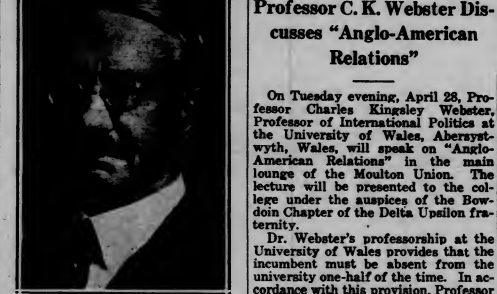 Professor C. K. Webster Dis-
cusses "Anglo-American
Relations"
On Tuesday evening, April 28, Pro-
fessor Charles Kingsley Webster,
Professor of International Politics at
the University of Wales, Aberyst-
wyth, Wales, will speak on "Anglo-
American Relations" in the main
lounge of the Moulton Union. The
lecture will be presented to the col-
lege under the auspices of the Bow-
doin Chapter of the Delta Upsilon fra-
ternity.
Dr. Webster's professorship at the
University of Wales provides that the
incumbent must be absent from the
university one-half of the time. In ac-
cordance with this provision, Professor